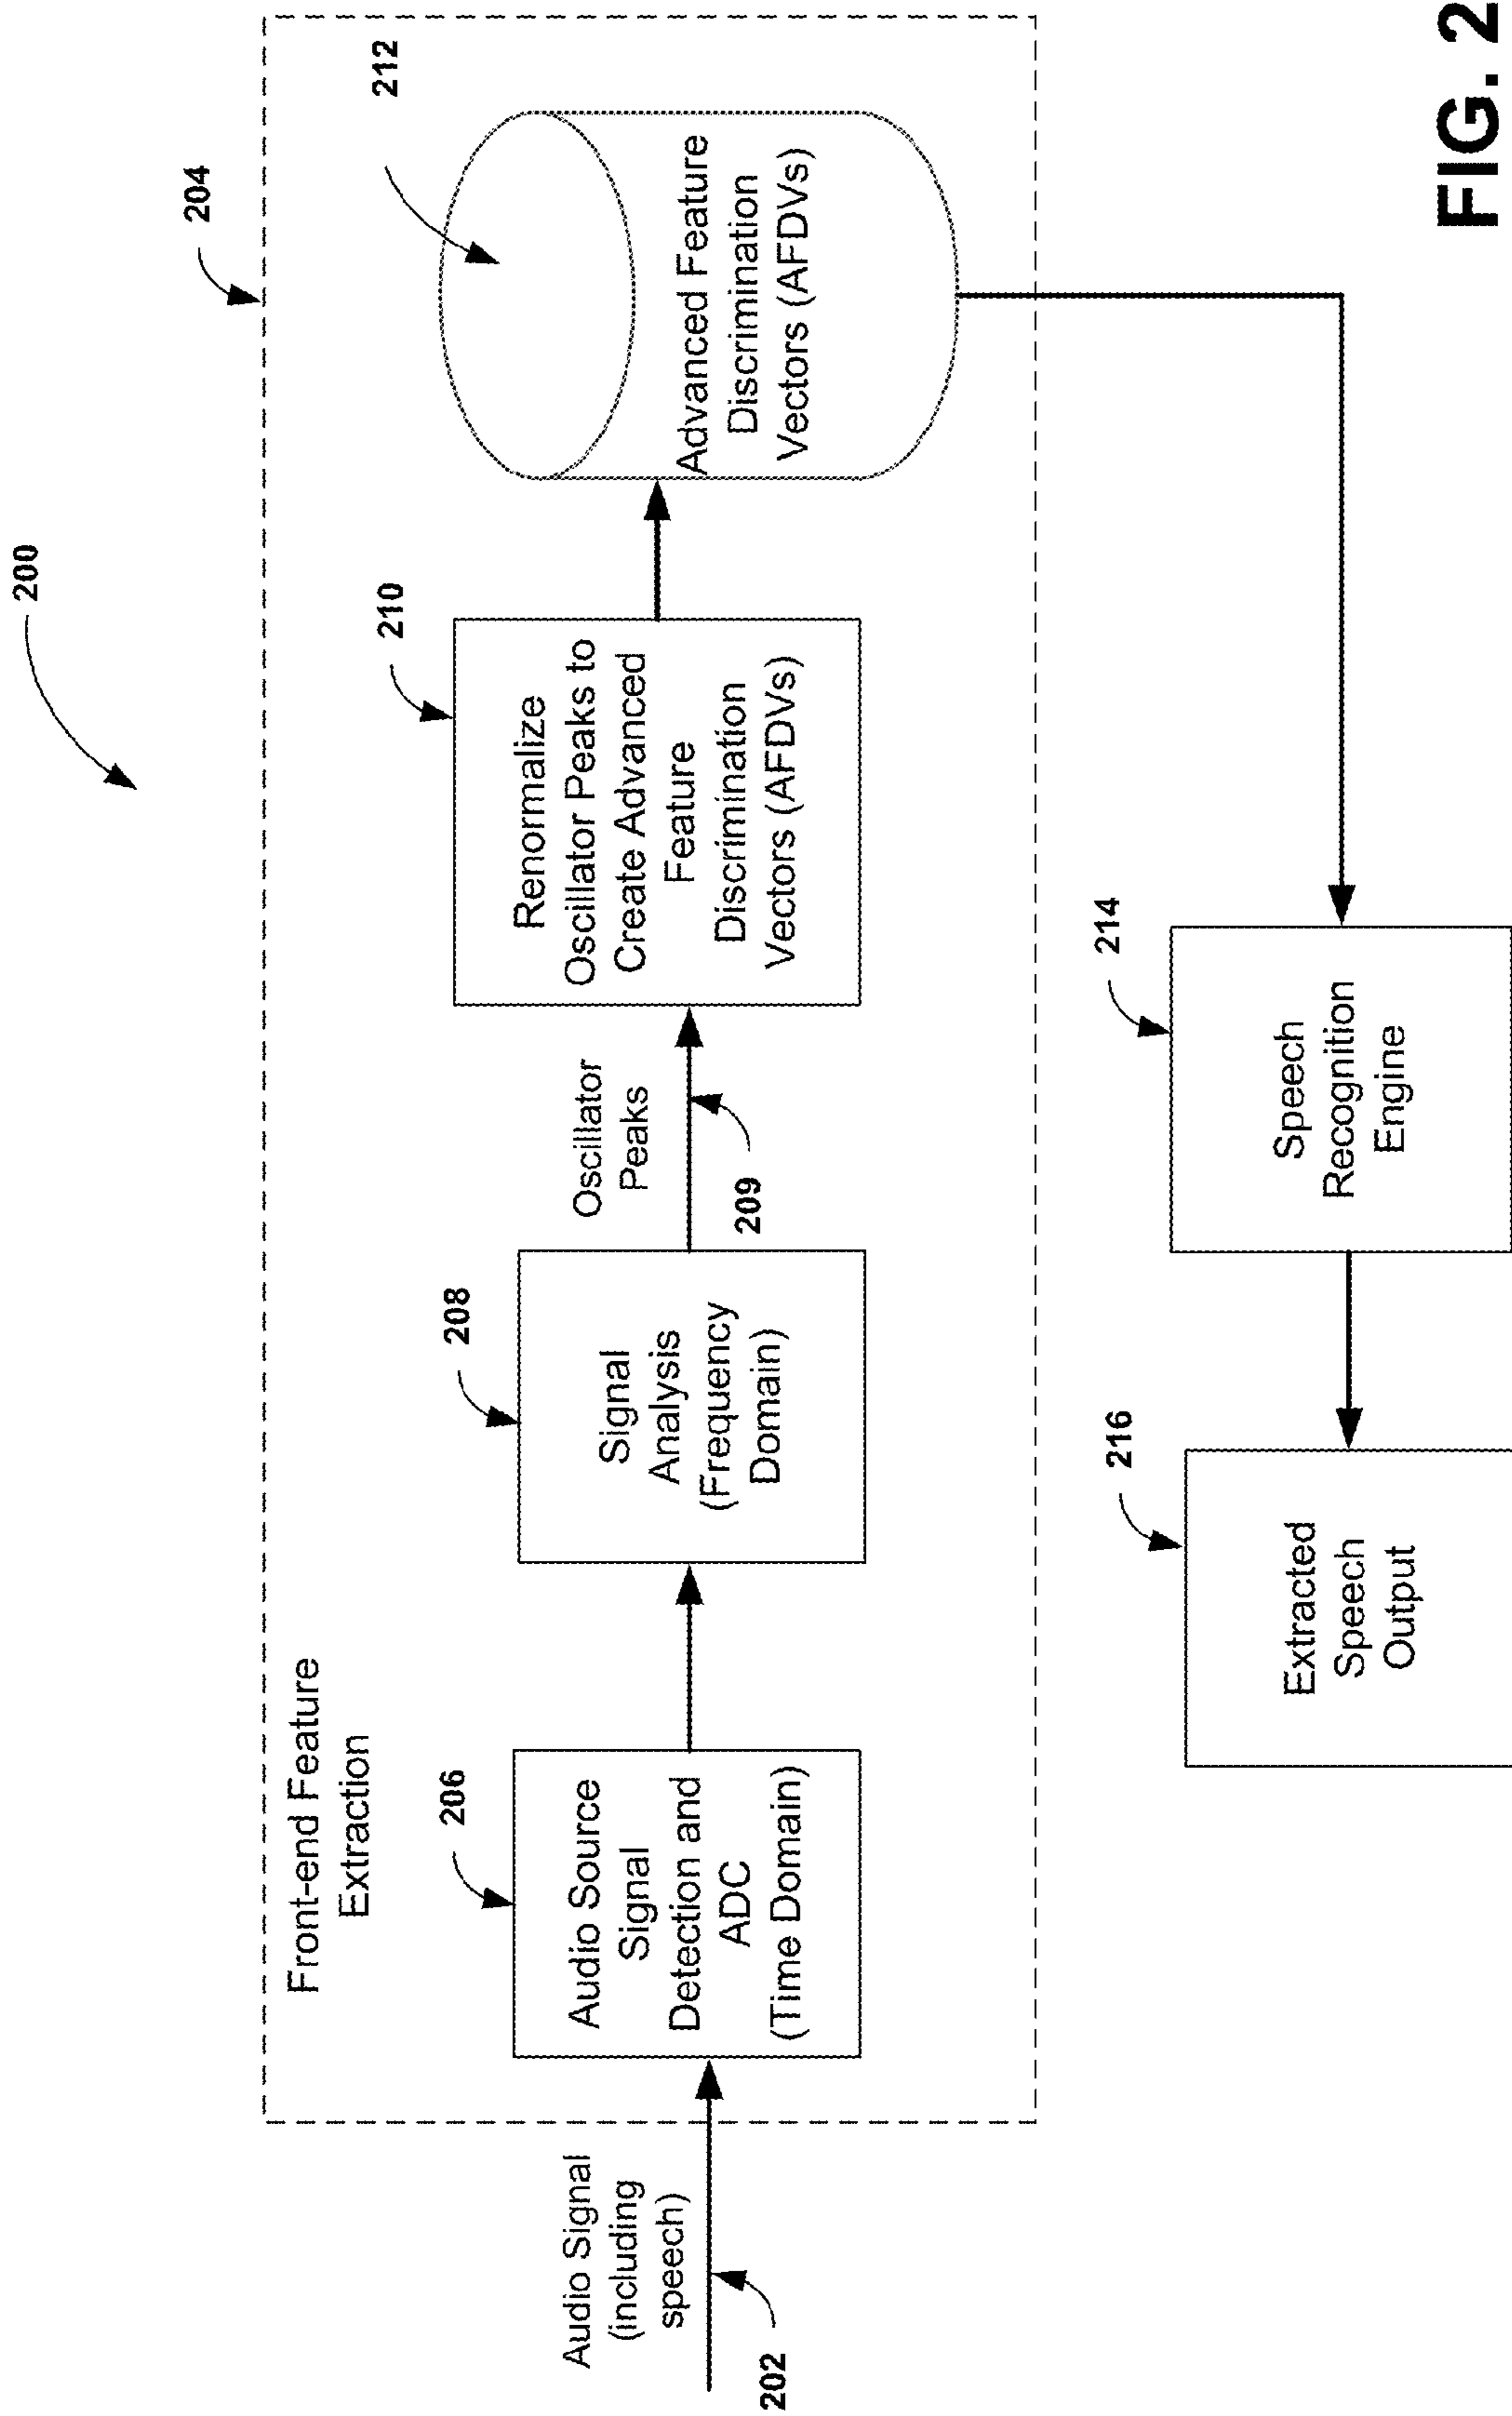 200
204
Front-end Feature
Extraction
Audio Signal
(including
speech)
202
206
Audio Source
Signal
Detection and
ADC
(Time Domain)
208
Signal
Analysis
(Frequency
Domain)
Oscillator
Peaks
209
210
Renormalize
Oscillator Peaks to
Create Advanced
Feature
Discrimination
Vectors (AFDVs)
212
Advanced Feature
Discrimination
Vectors (AFDVs)
214
Speech
Recognition
Engine
216
Extracted
Speech
Output
FIG. 2